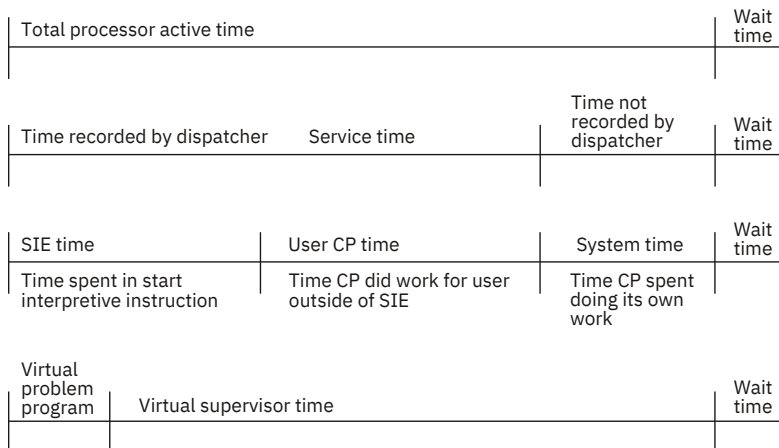 Total processor active time
Wait
time
Time recorded by dispatcher
Service time
Time not
recorded by
dispatcher
Wait
time
SIE time
User CP time
System time
Wait
time
Time spent in start
interpretive instruction
Time CP did work for user
outside of SIE
Time CP spent
doing its own
work
Virtual
problem
program
Virtual supervisor time
Wait
time